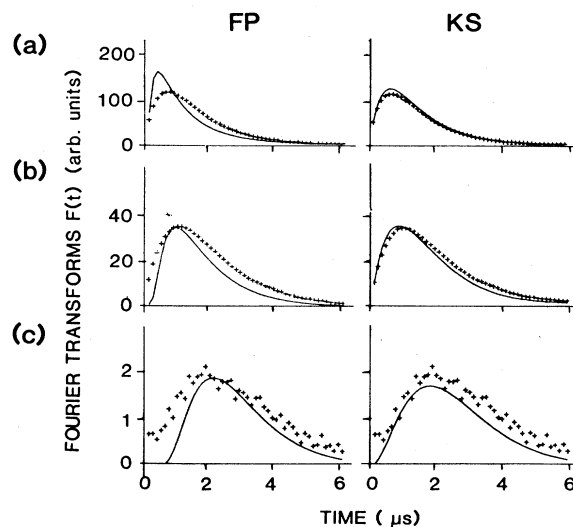 FP KS
(a)
200
100
0
(b)
40
20
0
(c)
2
1
0
0 2 4 6 0 2 4 6
TIME ( µs)
FOURIER TRANSFORMS F(t) (arb. units)